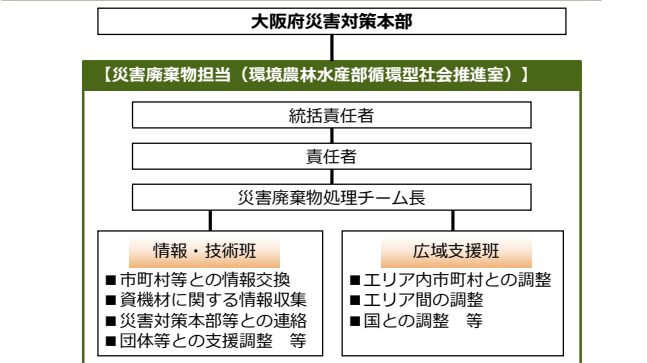 大阪府災害対策本部
【災害廃棄物担当（環境農林水産部循環型社会推進室）】
統括責任者
責任者
災害廃棄物処理チーム長
情報・技術班
■市町村等との情報交換
■資機材に関する情報収集
■災害対策本部等との連絡
■団体等との支援調整　等
広域支援班
■エリア内市町村との調整
■エリア間の調整
■国との調整　等